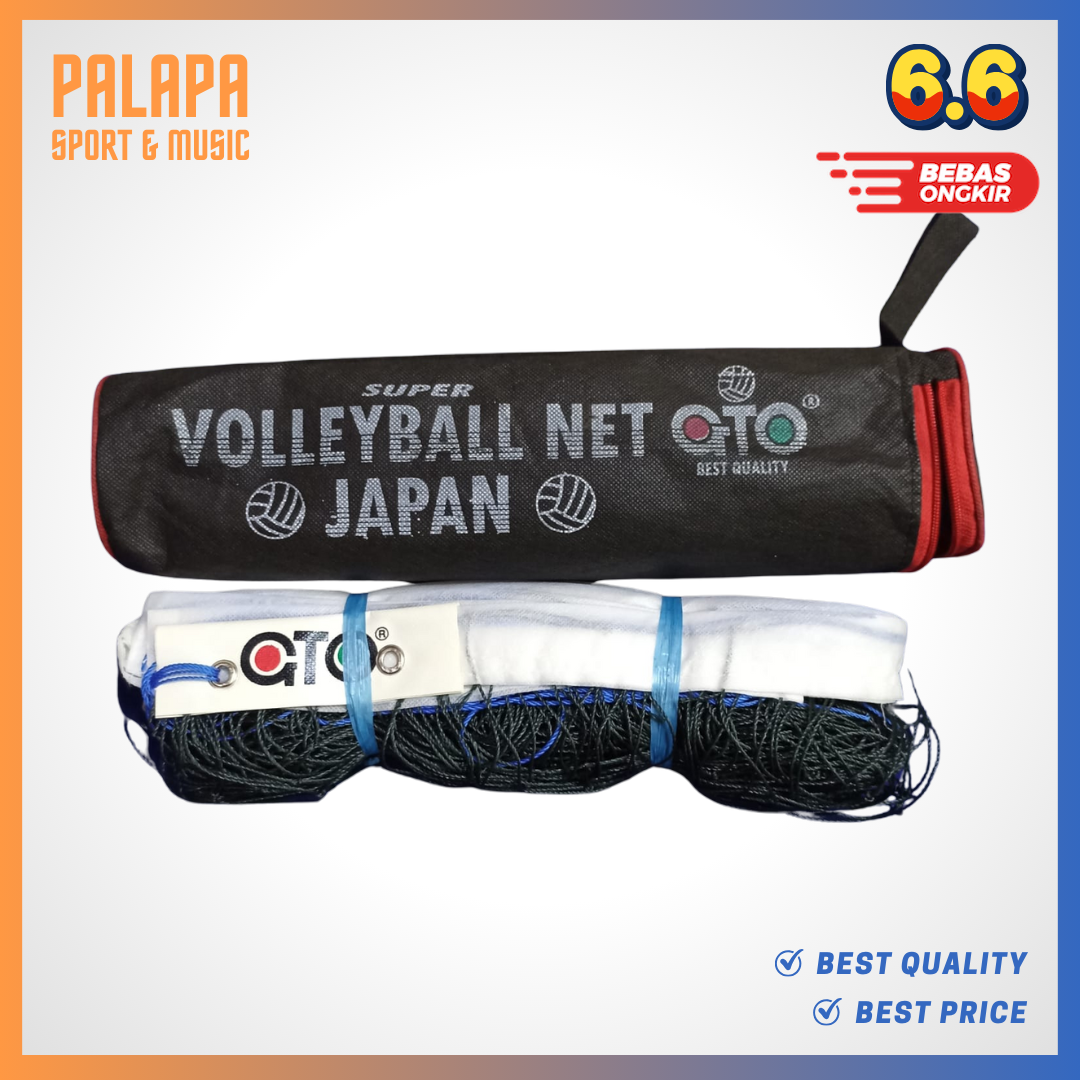 PALAPA
SPORT & MUSIC
6.6
BEBAS
ONGKIR
SUPER
VOLLEYBALL NET GTO®
BEST QUALITY
JAPAN
GTO®
BEST QUALITY
BEST PRICE